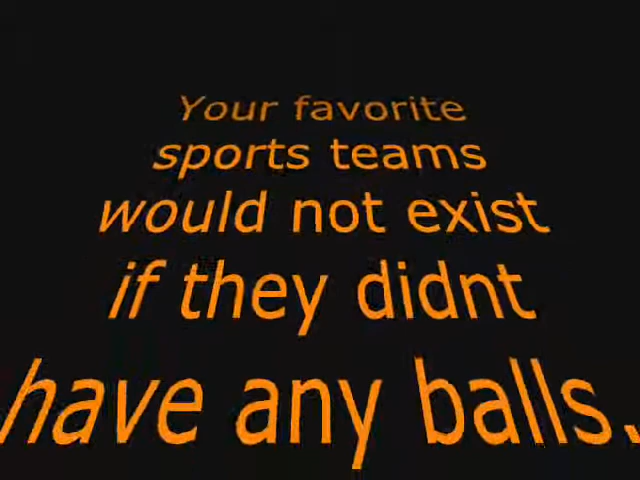 Your favorite
sports teams
would not exist
if they didnt
have any balls.